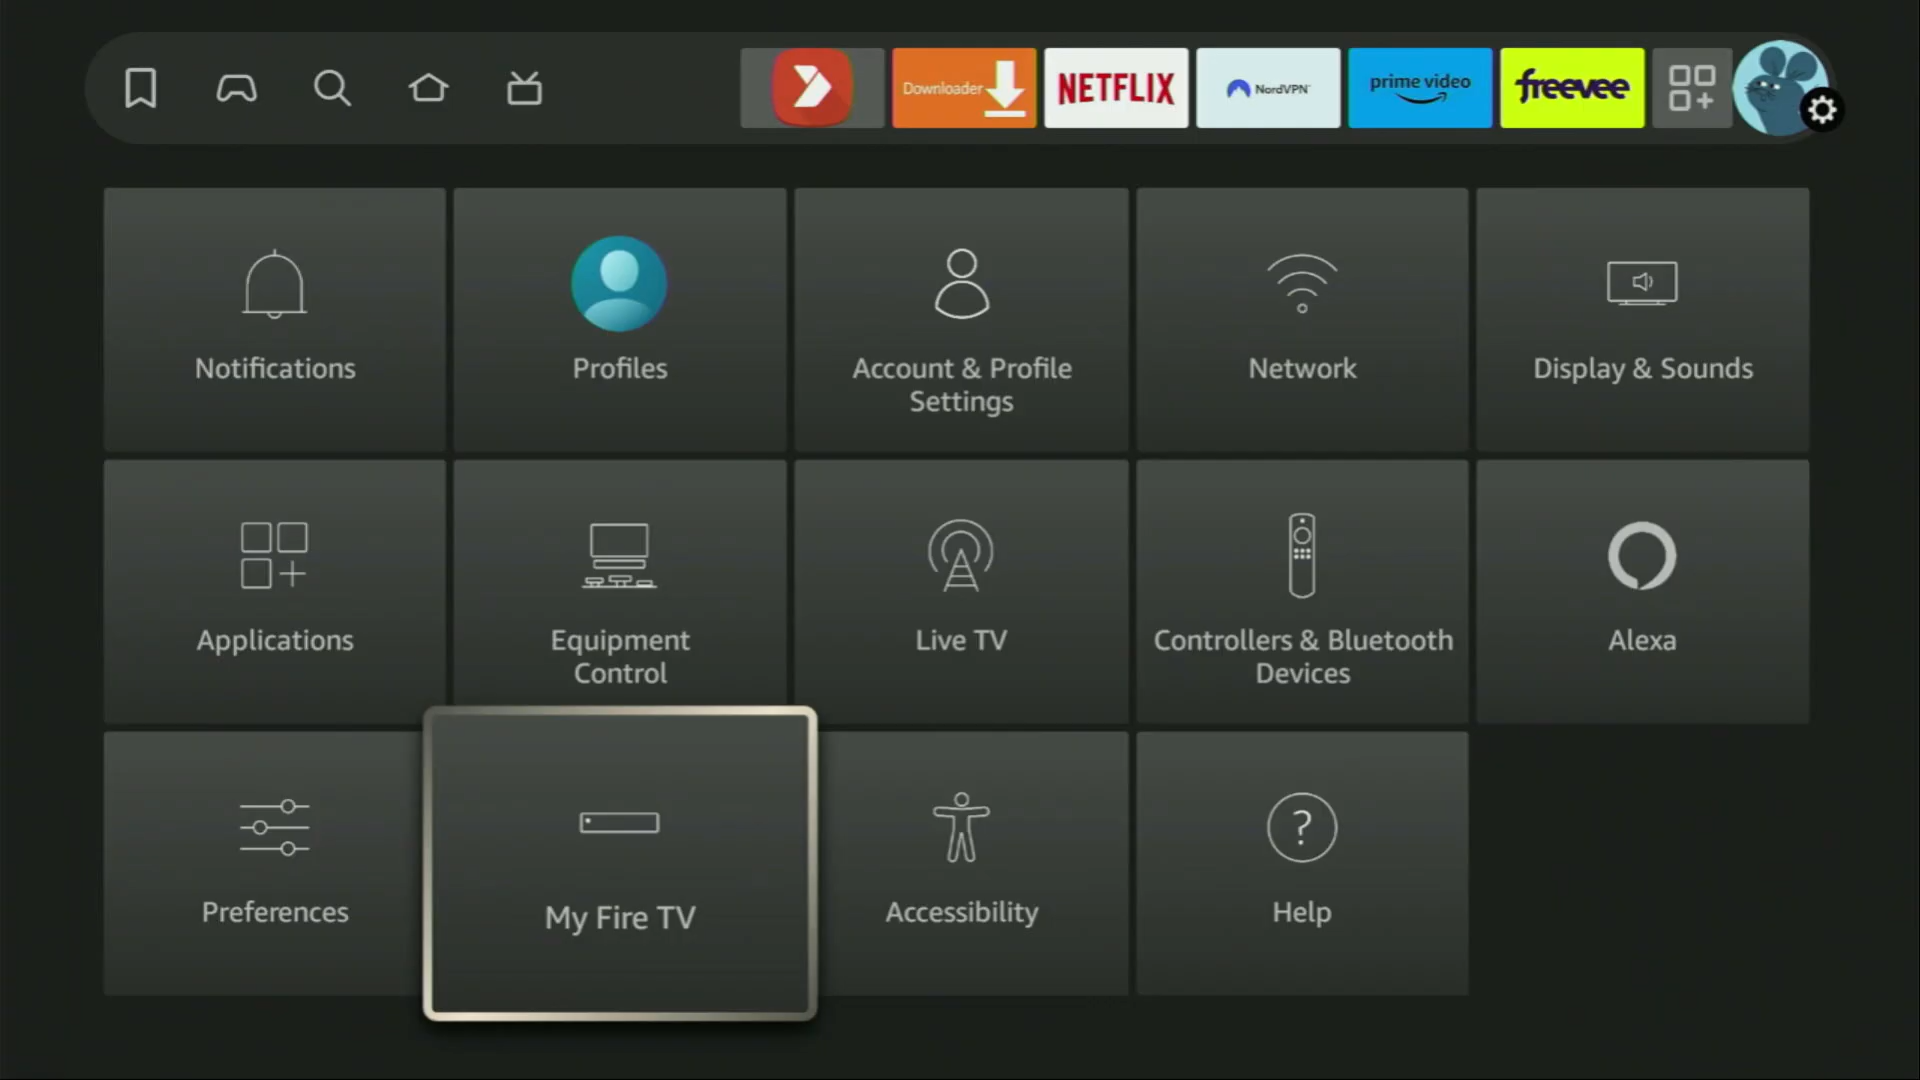 Downloader
NETFLIX
NordVPN
prime video
freevee
Notifications
Profiles
Account & Profile
Settings
Network
Display & Sounds
Applications
Equipment
Control
Live TV
Controllers & Bluetooth
Devices
Alexa
Preferences
My Fire TV
Accessibility
Help